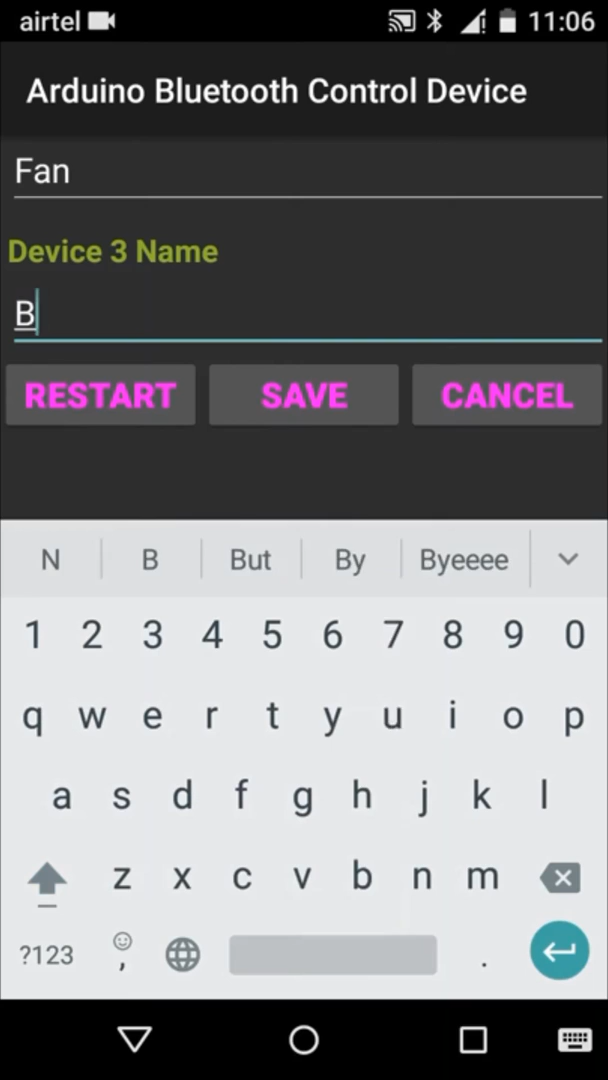 airtel 11:06
Arduino Bluetooth Control Device
Fan
Device 3 Name
B
RESTART SAVE CANCEL
N B But By Byeeee
1 2 3 4 5 6 7 8 9 0
q w e r t y u i o p
a s d f g h j k l
z x c v b n m
?123 , .